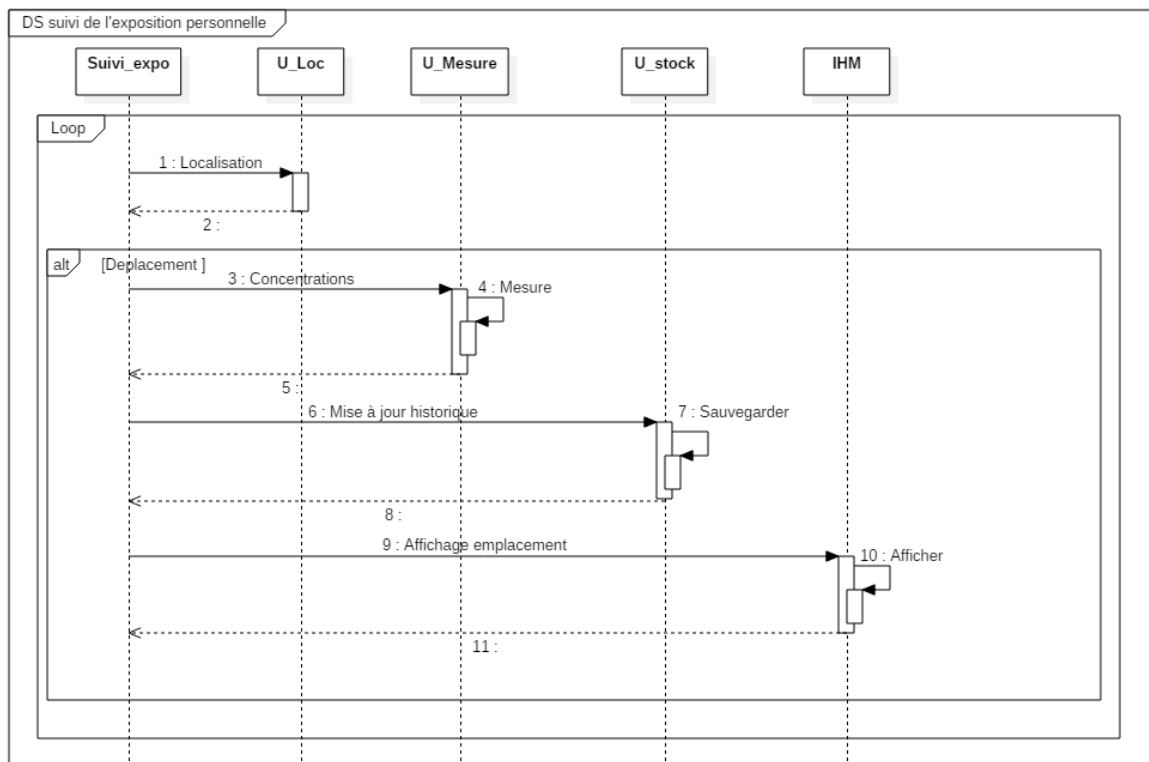 DS suivi de l'exposition personnelle
Suivi_expo
U_Loc
U_Mesure
U_stock
IHM
Loop
1 : Localisation
2 :
alt
[Deplacement ]
3 : Concentrations
4 : Mesure
5 :
6 : Mise à jour historique
7 : Sauvegarder
8 :
9 : Affichage emplacement
10 : Afficher
11 :